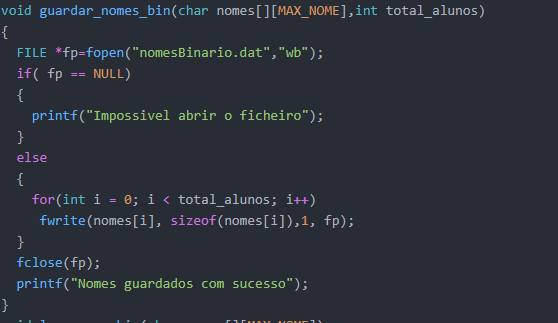 void guardar_nomes_bin(char nomes[][MAX_NOME],int total_alunos)
{
  FILE *fp=fopen("nomesBinario.dat","wb");
  if( fp == NULL)
  {
    printf("Impossivel abrir o ficheiro");
  }
  else
  {
    for(int i = 0; i < total_alunos; i++)
     fwrite(nomes[i], sizeof(nomes[i]),1, fp);
  }
  fclose(fp);
  printf("Nomes guardados com sucesso");
}